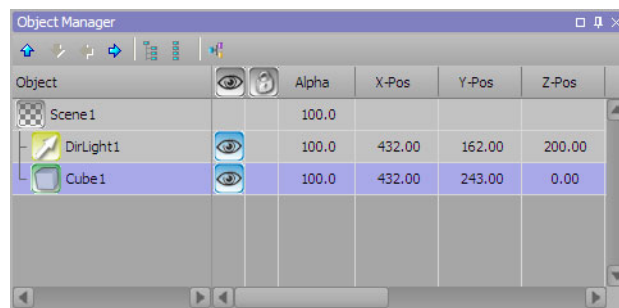 Object Manager
Object Alpha X-Pos Y-Pos Z-Pos
Scene1 100.0
DirLight1 100.0 432.00 162.00 200.00
Cube1 100.0 432.00 243.00 0.00